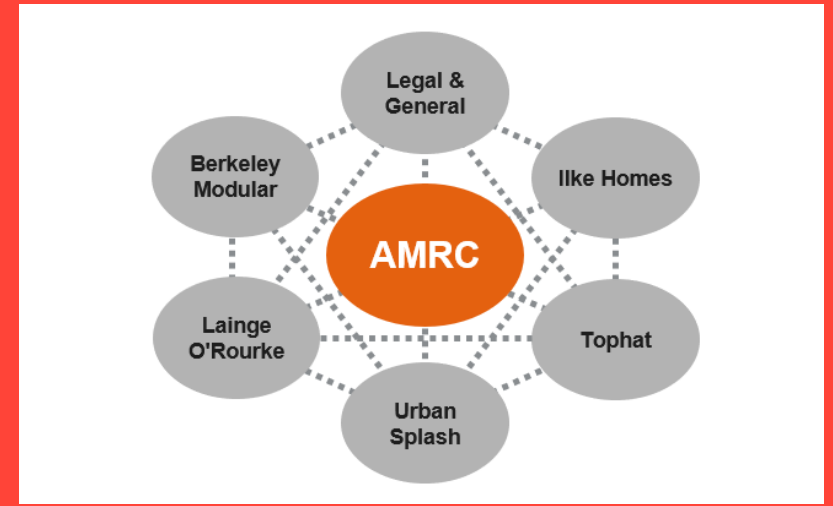 Legal &
General
Berkeley
Modular
Ilke Homes
AMRC
Lainge
O'Rourke
Tophat
Urban
Splash